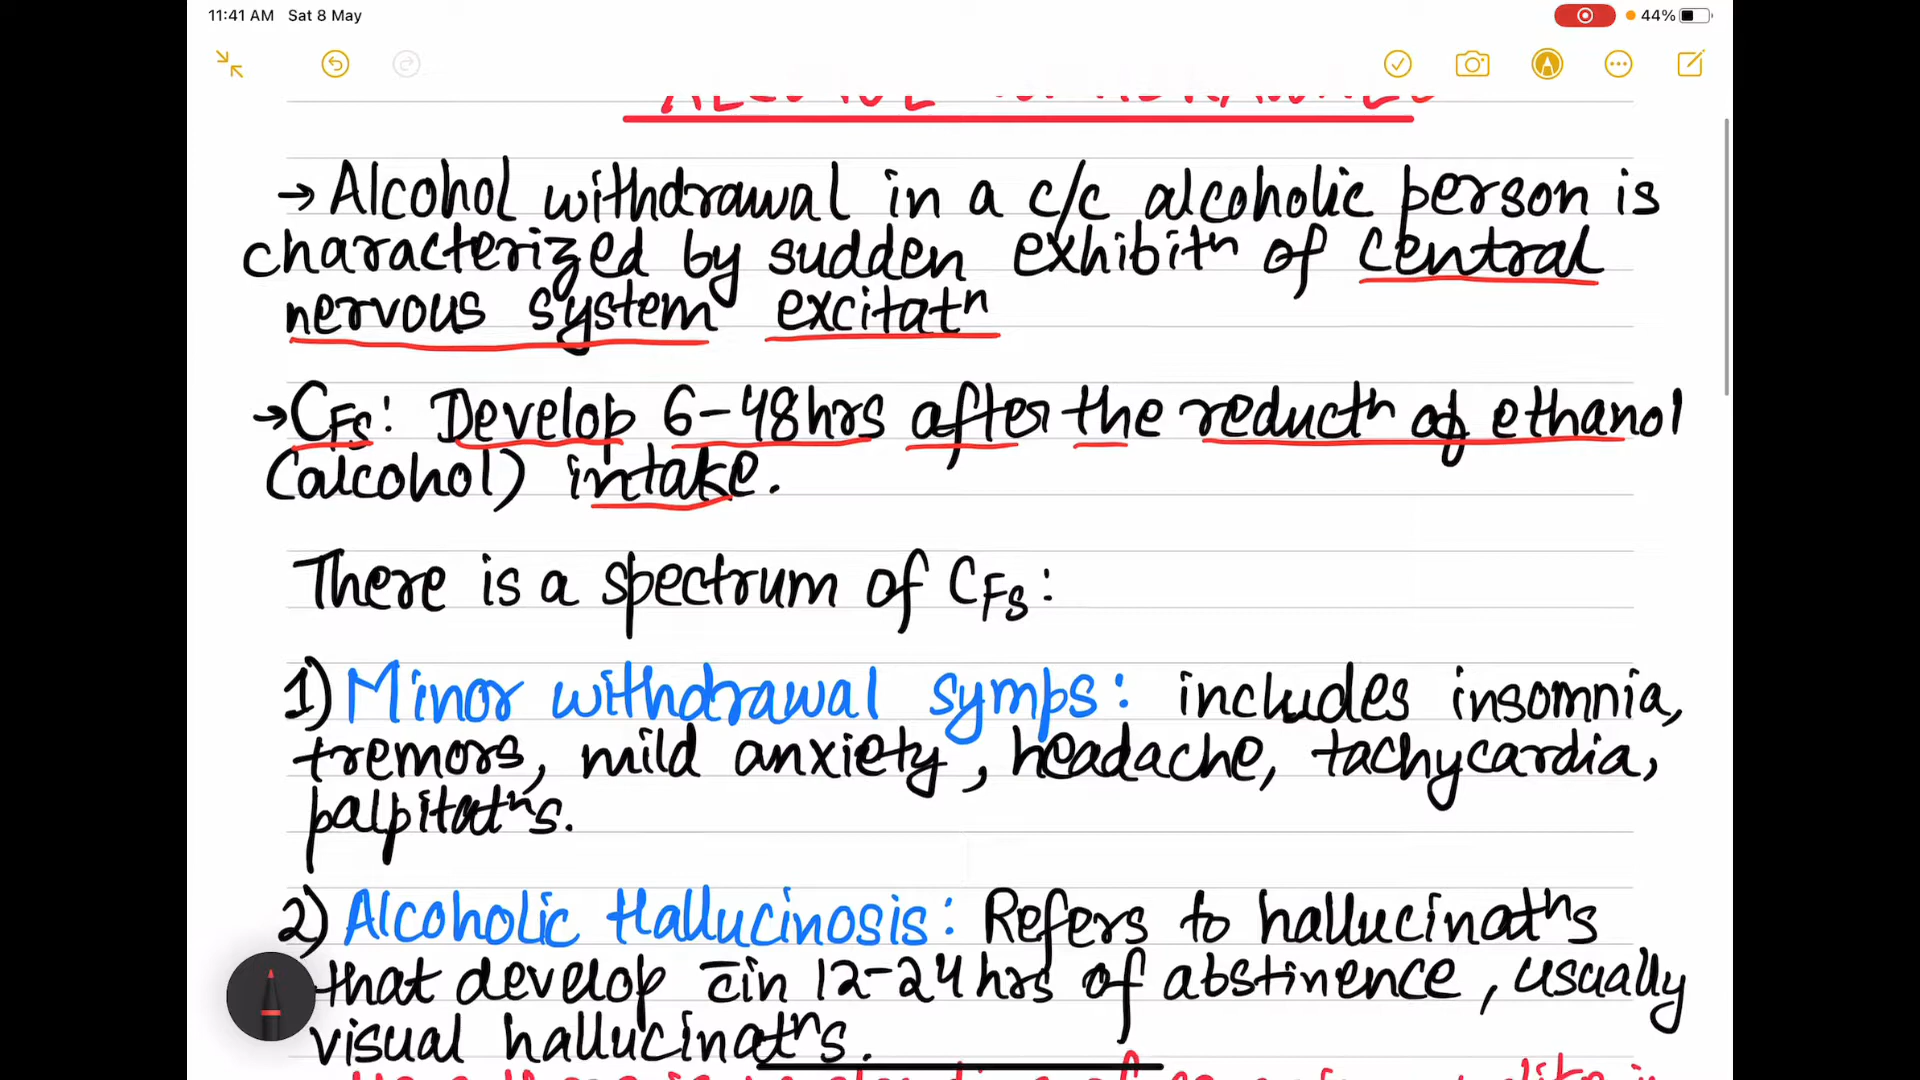 11:41 AM Sat 8 May 44%
→ Alcohol withdrawal in a c/c alcoholic person is
characterized by sudden exhibitⁿ of central
nervous system excitatⁿ
→ CFs: Develop 6-48hrs after the reductⁿ of ethanol
(alcohol) intake.
There is a spectrum of CFs:
1) Minor withdrawal symps: includes insomnia,
tremors, mild anxiety, headache, tachycardia,
palpitatⁿs.
2) Alcoholic Hallucinosis: Refers to hallucinatⁿs
that develop c̄in 12-24hrs of abstinence, usually
visual hallucinatⁿs.